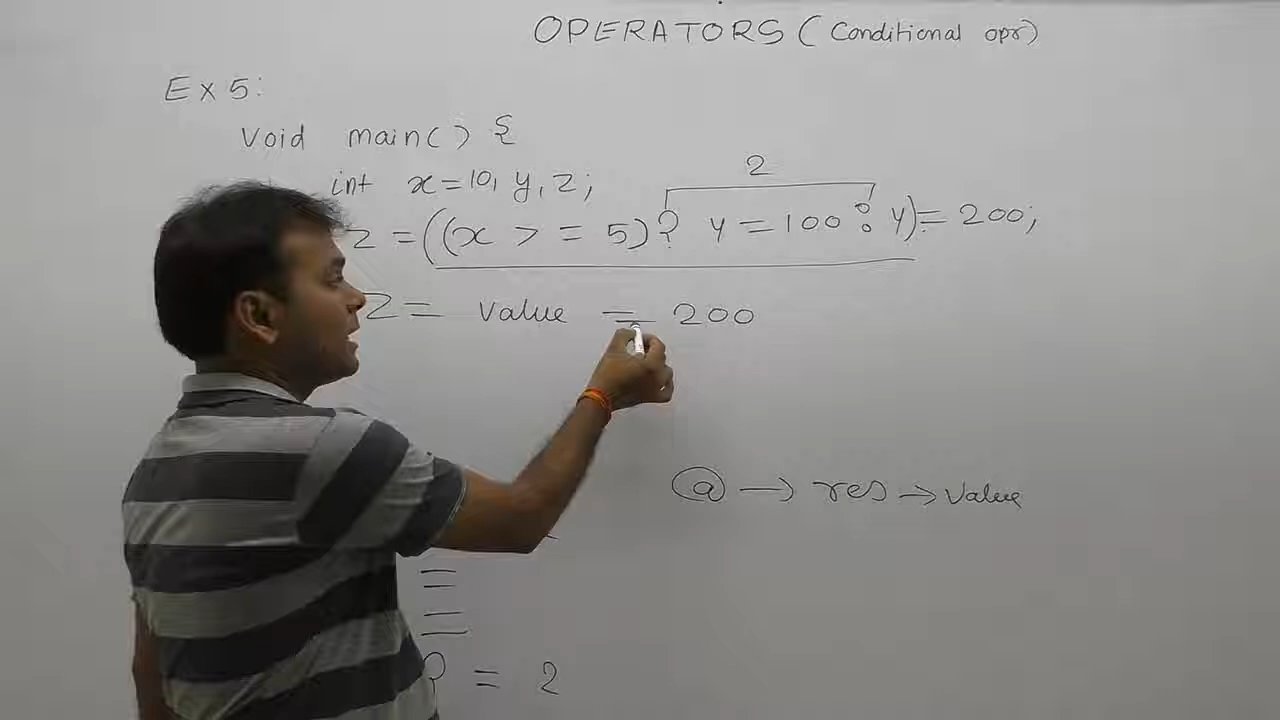 OPERATORS (Conditional opr)
Ex 5:
Void main() {
int x=10, y, z;
2
z = ((x > = 5)? y = 100 : y) = 200;
z = value = 200
@ → res → value
=
=
? = 2